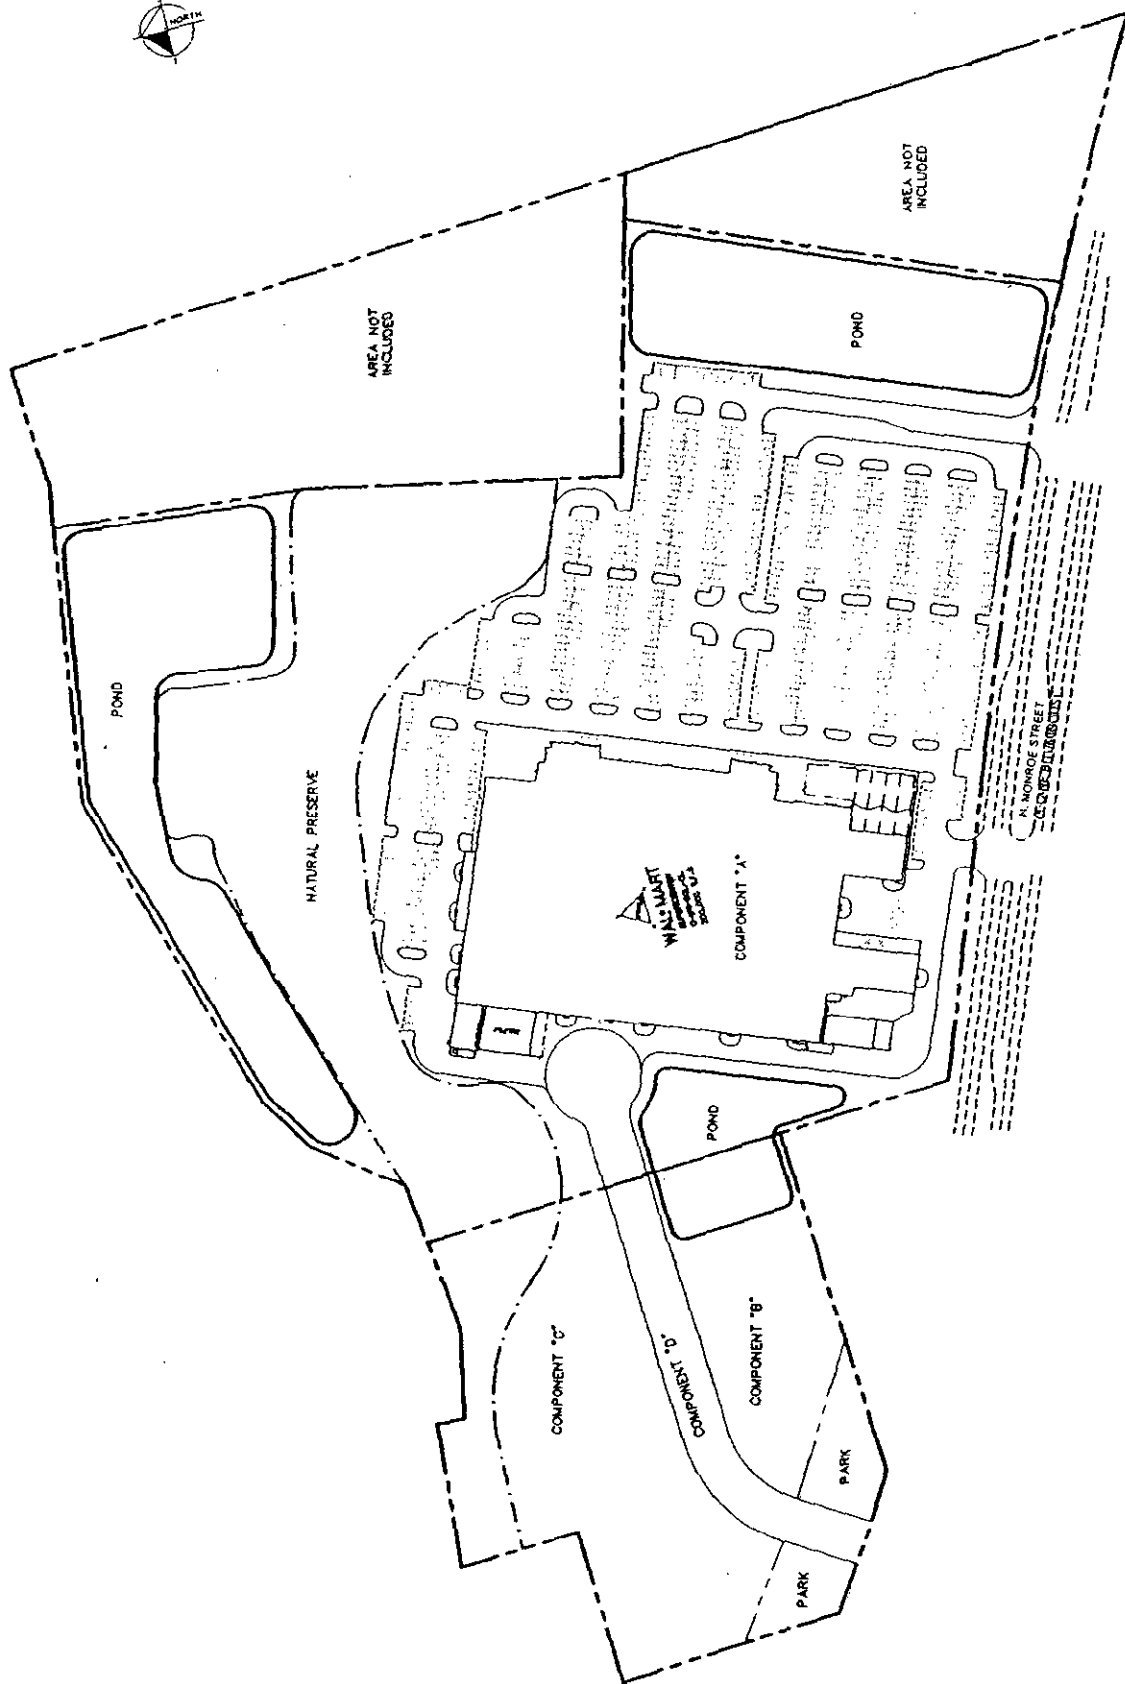 NORTH
AREA NOT
INCLUDED
AREA NOT
INCLUDED
POND
POND
NATURAL PRESERVE
WAL★MART
COMPONENT "A"
N. MONROE STREET
POND
COMPONENT "C"
COMPONENT "D"
COMPONENT "B"
PARK
PARK